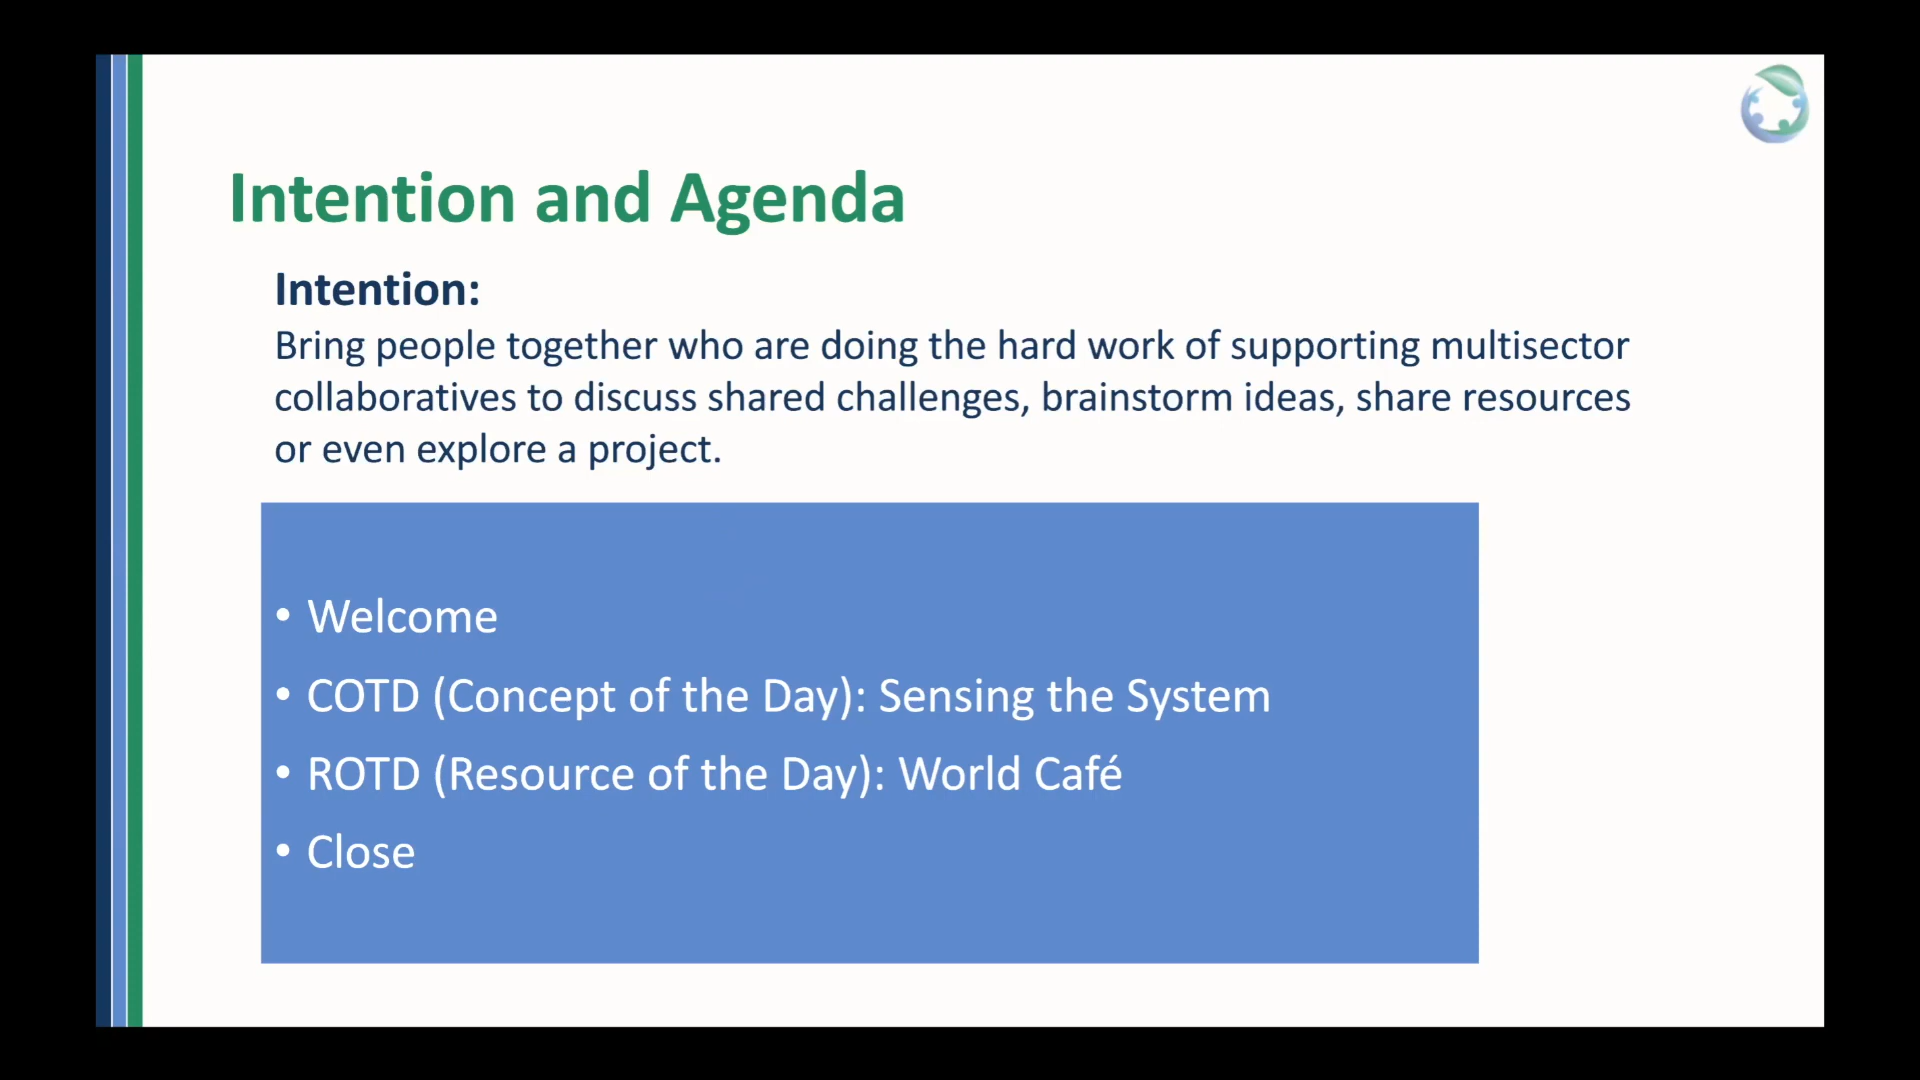 Intention and Agenda
Intention:
Bring people together who are doing the hard work of supporting multisector
collaboratives to discuss shared challenges, brainstorm ideas, share resources
or even explore a project.
• Welcome
• COTD (Concept of the Day): Sensing the System
• ROTD (Resource of the Day): World Café
• Close